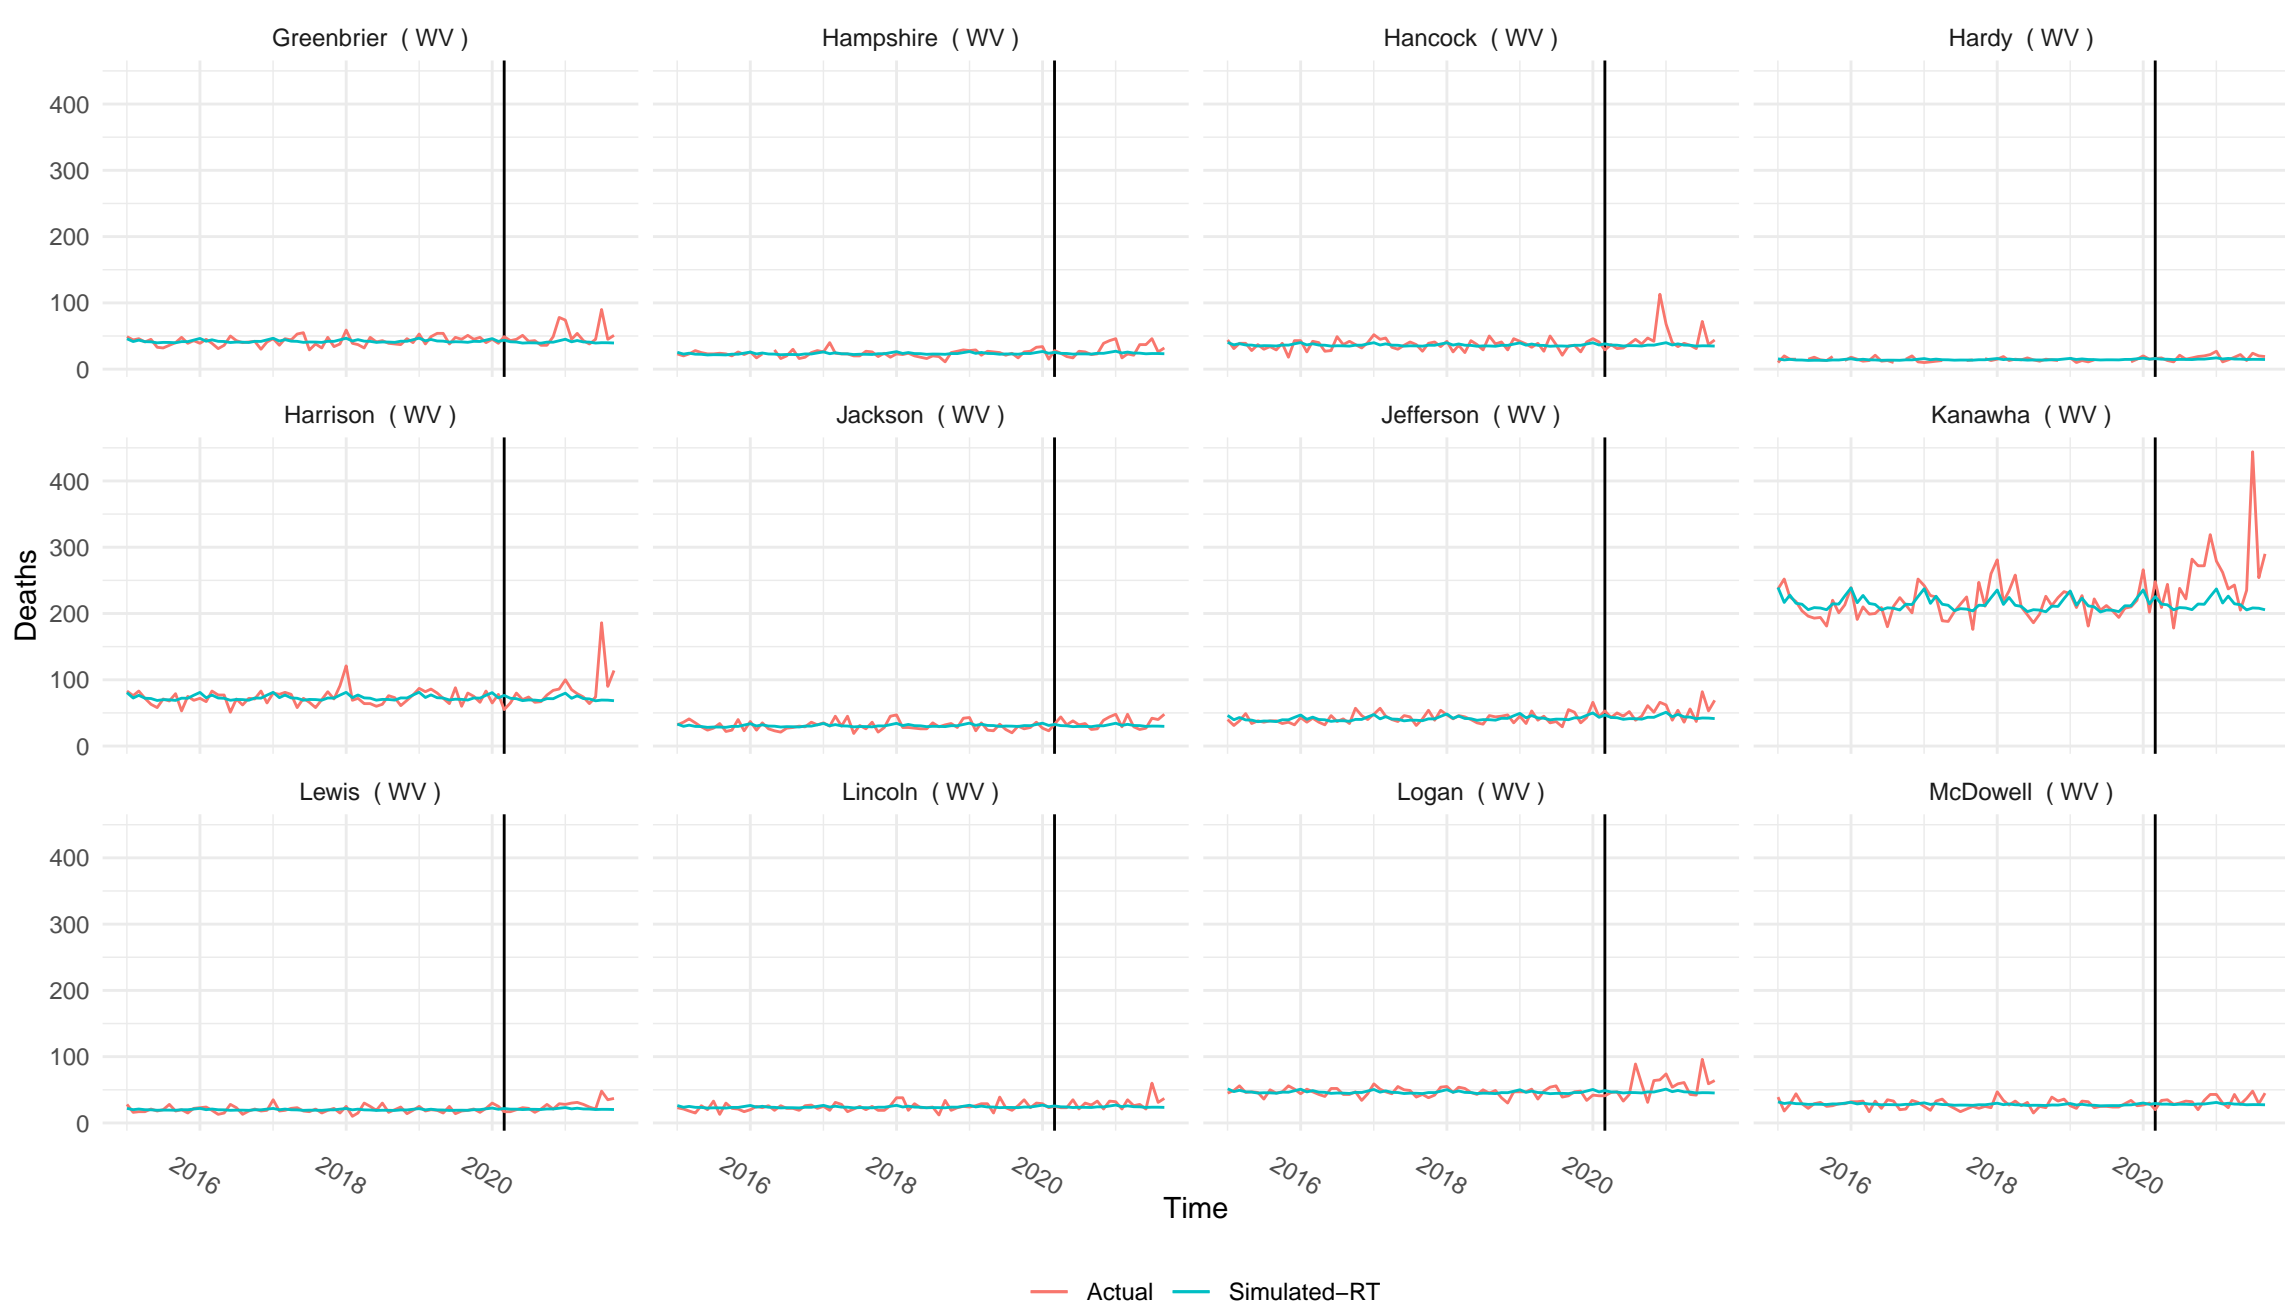 Greenbrier  ( WV )
Hampshire  ( WV )
Hancock  ( WV )
Hardy  ( WV )
400
300
200
100
0
Harrison  ( WV )
Jackson  ( WV )
Jefferson  ( WV )
Kanawha  ( WV )
400
300
200
100
0
Lewis  ( WV )
Lincoln  ( WV )
Logan  ( WV )
McDowell  ( WV )
400
300
200
100
0
Deaths
2016 2018 2020
2016 2018 2020
2016 2018 2020
2016 2018 2020
Time
Actual Simulated−RT